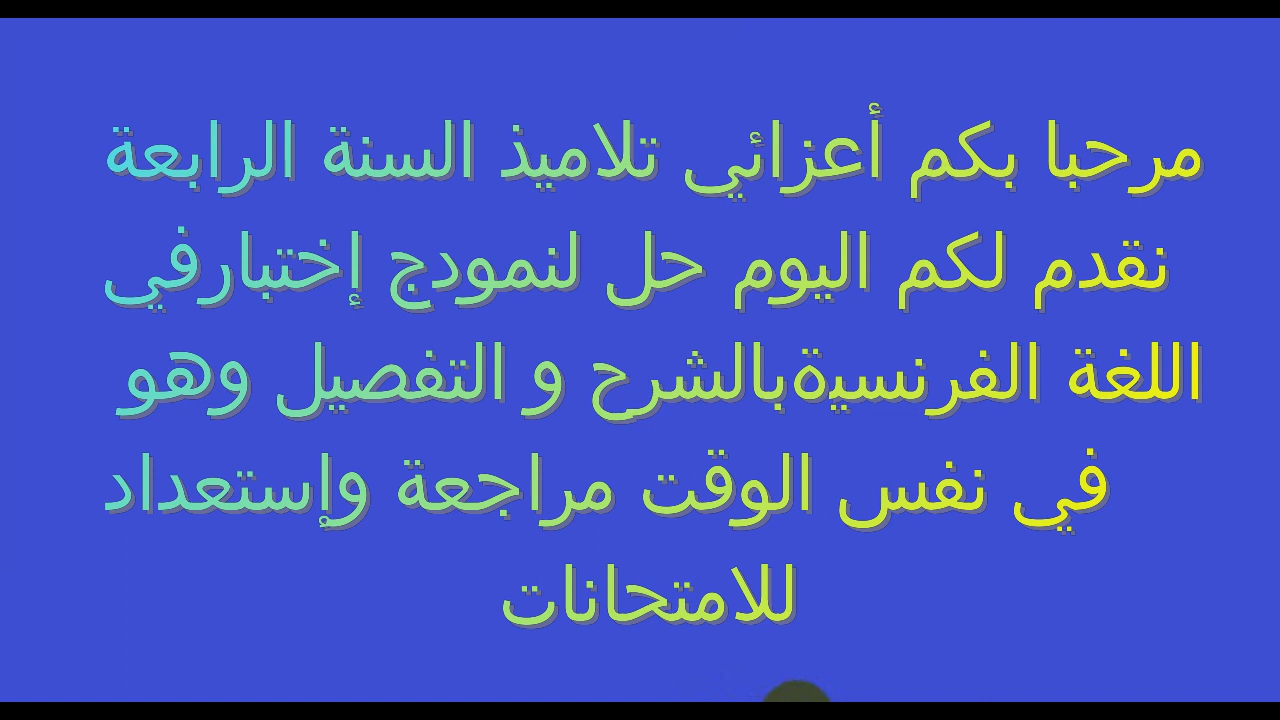 مرحبا بكم أعزائي تلاميذ السنة الرابعة
نقدم لكم اليوم حل لنمودج إختبارفي
اللغة الفرنسيةبالشرح و التفصيل وهو
في نفس الوقت مراجعة وإستعداد
للامتحانات